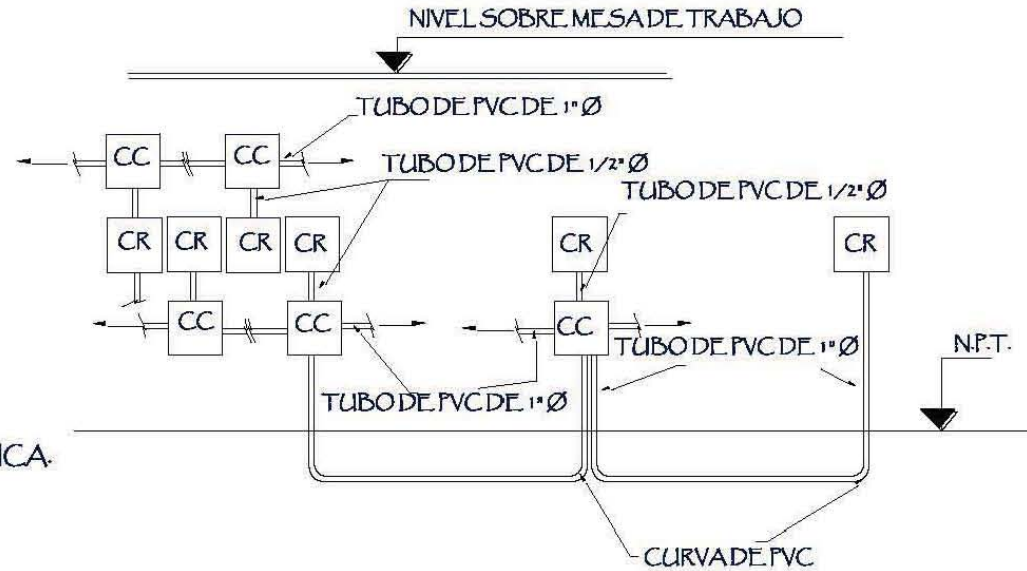 NIVEL SOBRE MESA DE TRABAJO
TUBO DE PVC DE 1" Ø
CC
CC
TUBO DE PVC DE 1/2" Ø
TUBO DE PVC DE 1/2" Ø
CR
CR
CR
CR
CR
CR
CC
CC
CC
TUBO DE PVC DE 1" Ø
N.P.T.
TUBO DE PVC DE 1" Ø
ICA.
CURVA DE PVC